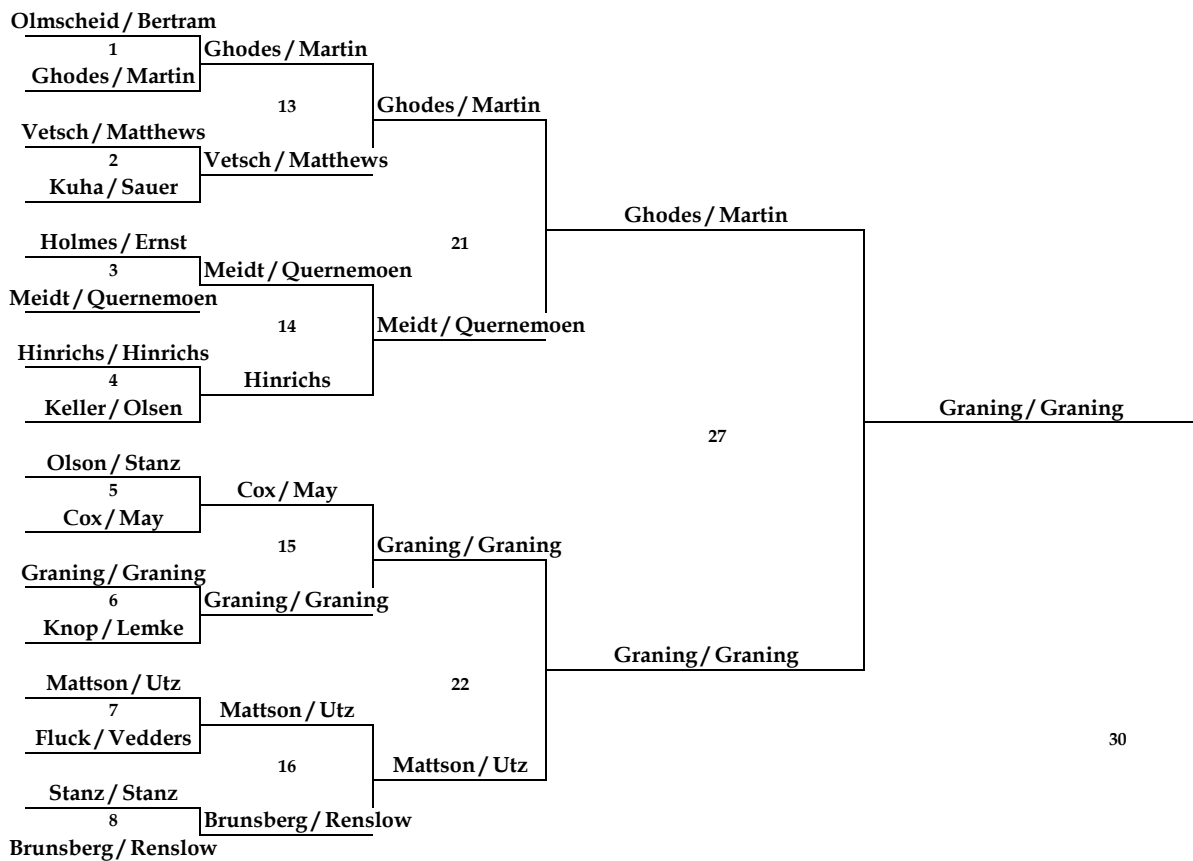 Olmscheid / Bertram
1
Ghodes / Martin
Ghodes / Martin
13
Ghodes / Martin
Vetsch / Matthews
2
Vetsch / Matthews
Kuha / Sauer
Ghodes / Martin
Holmes / Ernst
21
3
Meidt / Quernemoen
Meidt / Quernemoen
14
Meidt / Quernemoen
Hinrichs / Hinrichs
4
Hinrichs
Keller / Olsen
Graning / Graning
27
Olson / Stanz
5
Cox / May
Cox / May
15
Graning / Graning
Graning / Graning
6
Graning / Graning
Knop / Lemke
Graning / Graning
Mattson / Utz
22
7
Mattson / Utz
Fluck / Vedders
30
16
Mattson / Utz
Stanz / Stanz
8
Brunsberg / Renslow
Brunsberg / Renslow